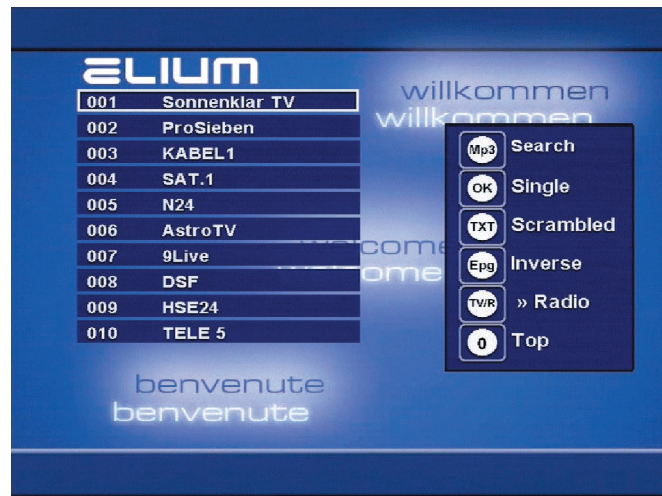 ELIUM
001 Sonnenklar TV
002 ProSieben
003 KABEL1
004 SAT.1
005 N24
006 AstroTV
007 9Live
008 DSF
009 HSE24
010 TELE 5
willkommen
willkommen
Mp3 Search
OK Single
TXT Scrambled
Epg Inverse
TV/R » Radio
0 Top
welcome
welcome
benvenute
benvenute